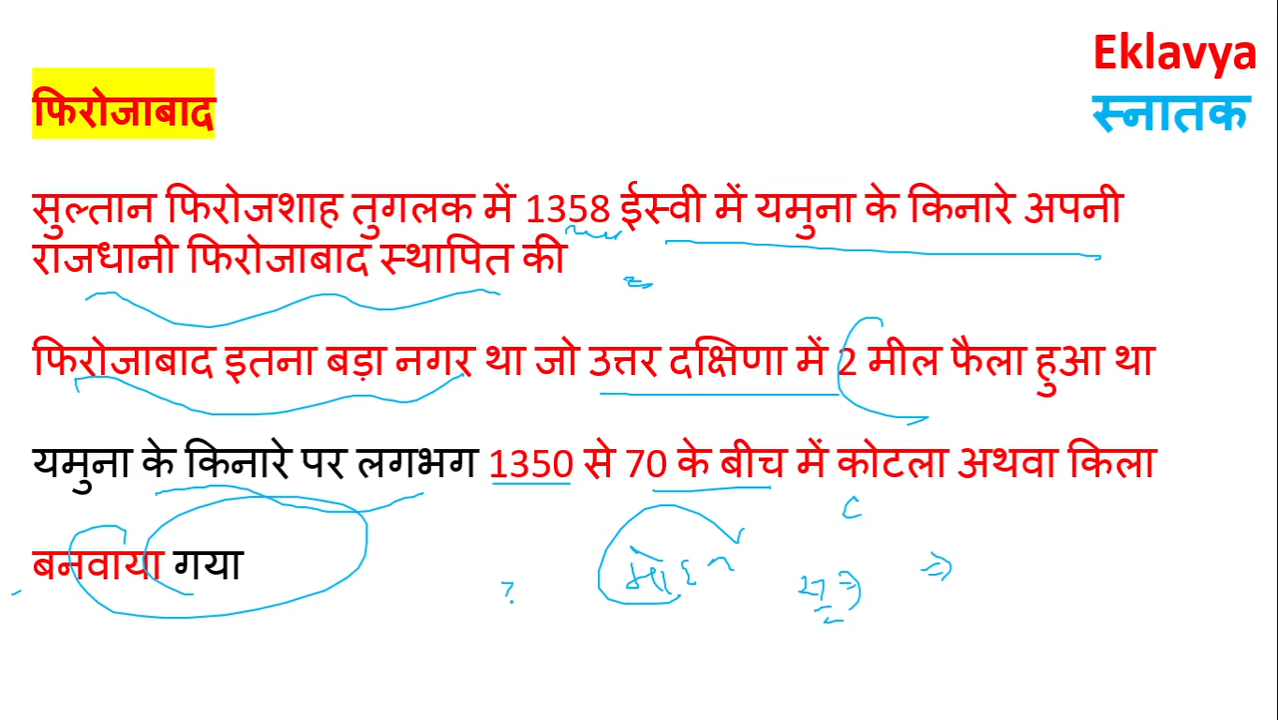 Eklavya
स्नातक
फिरोजाबाद
सुल्तान फिरोजशाह तुगलक में 1358 ईस्वी में यमुना के किनारे अपनी
राजधानी फिरोजाबाद स्थापित की
फिरोजाबाद इतना बड़ा नगर था जो उत्तर दक्षिणा में 2 मील फैला हुआ था
यमुना के किनारे पर लगभग 1350 से 70 के बीच में कोटला अथवा किला
बनवाया गया